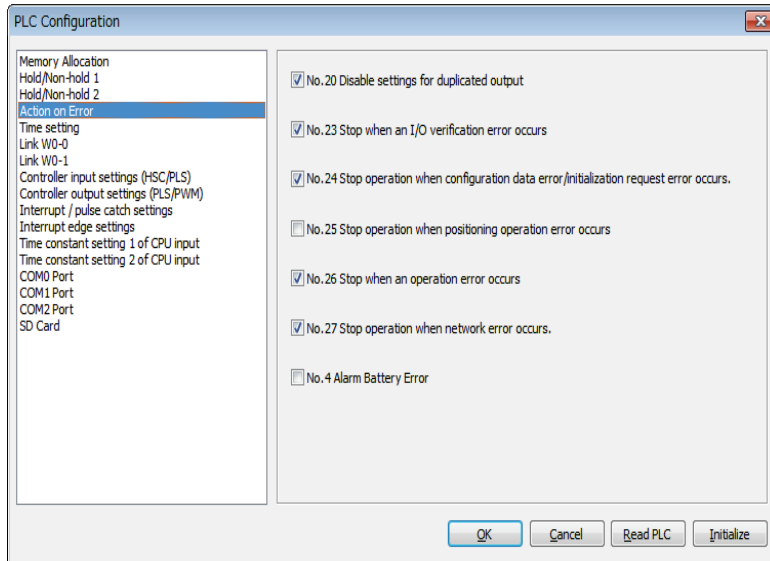 PLC Configuration
Memory Allocation
Hold/Non-hold 1
Hold/Non-hold 2
Action on Error
Time setting
Link W0-0
Link W0-1
Controller input settings (HSC/PLS)
Controller output settings (PLS/PWM)
Interrupt / pulse catch settings
Interrupt edge settings
Time constant setting 1 of CPU input
Time constant setting 2 of CPU input
COM0 Port
COM1 Port
COM2 Port
SD Card
No.20 Disable settings for duplicated output
No.23 Stop when an I/O verification error occurs
No.24 Stop operation when configuration data error/initialization request error occurs.
No.25 Stop operation when positioning operation error occurs
No.26 Stop when an operation error occurs
No.27 Stop operation when network error occurs.
No.4 Alarm Battery Error
OK
Cancel
Read PLC
Initialize